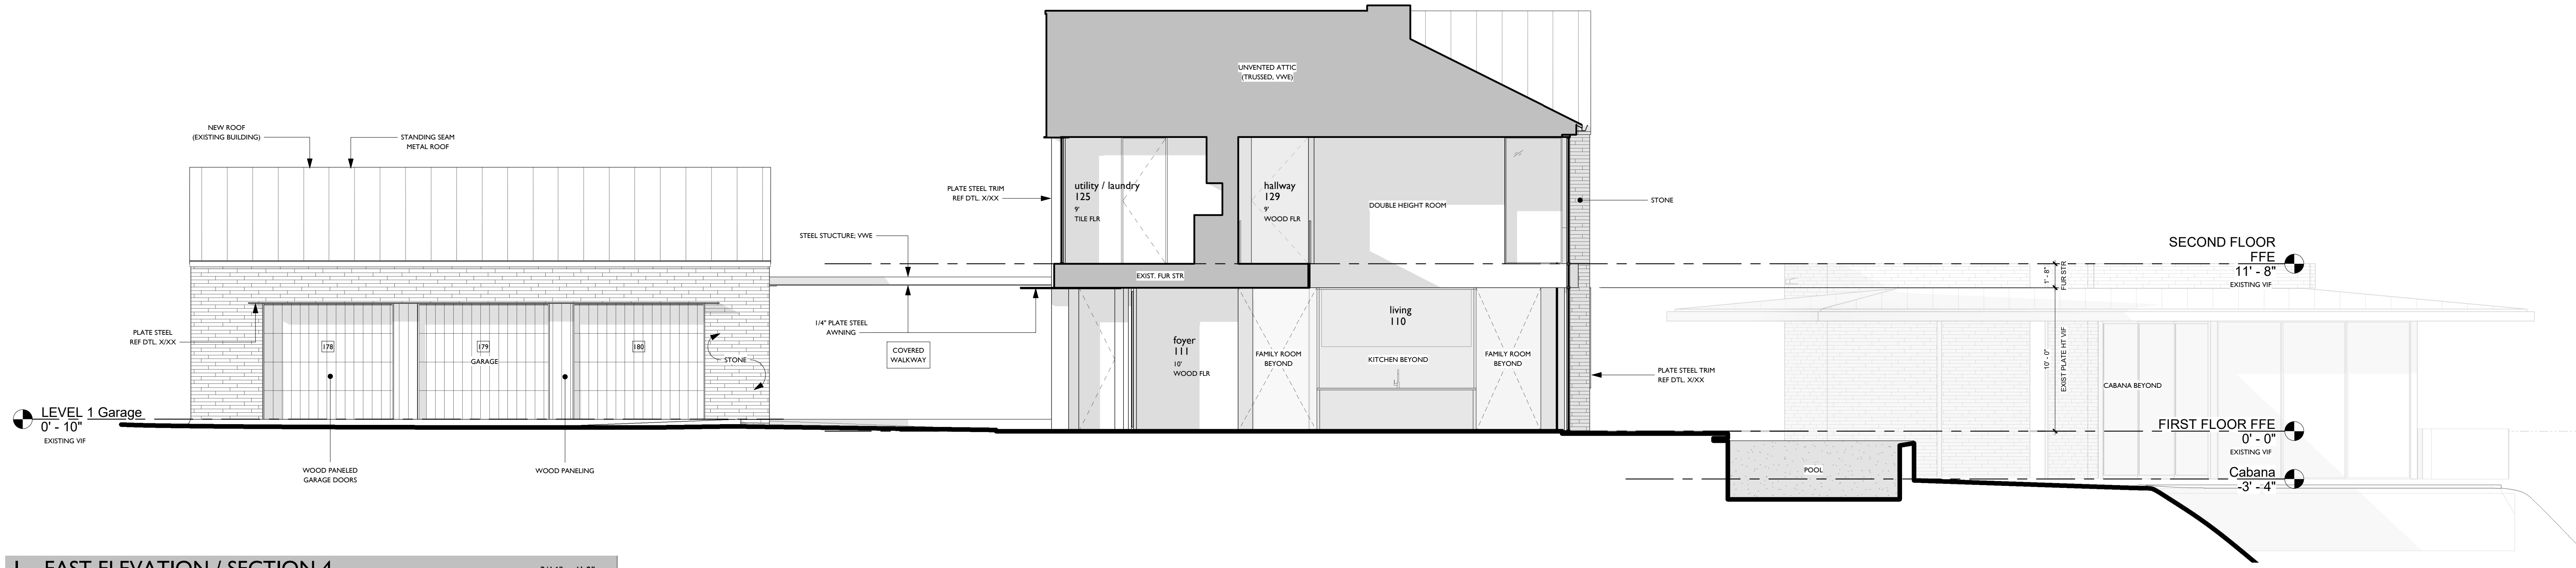 UNVENTED ATTIC
(TRUSSED, VWE)
NEW ROOF
(EXISTING BUILDING)
STANDING SEAM
METAL ROOF
PLATE STEEL TRIM
REF DTL. X/XX
utility / laundry
125
9'
TILE FLR
hallway
129
9'
WOOD FLR
DOUBLE HEIGHT ROOM
STONE
STEEL STUCTURE; VWE
EXIST. FUR STR
SECOND FLOOR
FFE
11' - 8"
EXISTING VIF
1' - 8"
FUR STR
PLATE STEEL
REF DTL. X/XX
178
179
180
GARAGE
STONE
1/4" PLATE STEEL
AWNING
COVERED
WALKWAY
foyer
111
10'
WOOD FLR
FAMILY ROOM
BEYOND
living
110
KITCHEN BEYOND
FAMILY ROOM
BEYOND
PLATE STEEL TRIM
REF DTL. X/XX
10' - 0"
EXIST PLATE HT VIF
CABANA BEYOND
LEVEL 1 Garage
0' - 10"
EXISTING VIF
FIRST FLOOR FFE
0' - 0"
EXISTING VIF
WOOD PANELED
GARAGE DOORS
WOOD PANELING
POOL
Cabana
-3' - 4"
EAST ELEVATION / SECTION 4